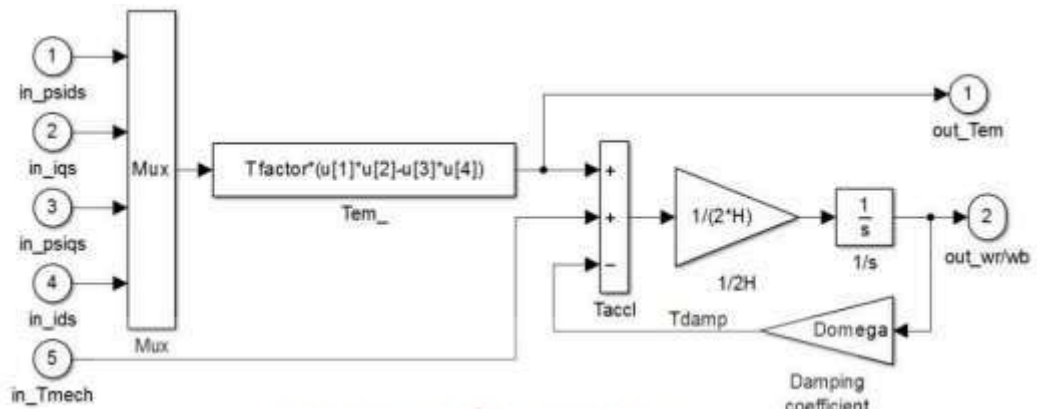 1
in_psids
2
in_iqs
3
in_psiqs
4
in_ids
5
in_Tmech
Mux
Mux
Tfactor*(u[1]*u[2]-u[3]*u[4])
Tem_
1
out_Tem
+
+
−
Taccl
1/(2*H)
1/2H
1
s
1/s
2
out_wr/wb
Tdamp
Domega
Damping
coefficient